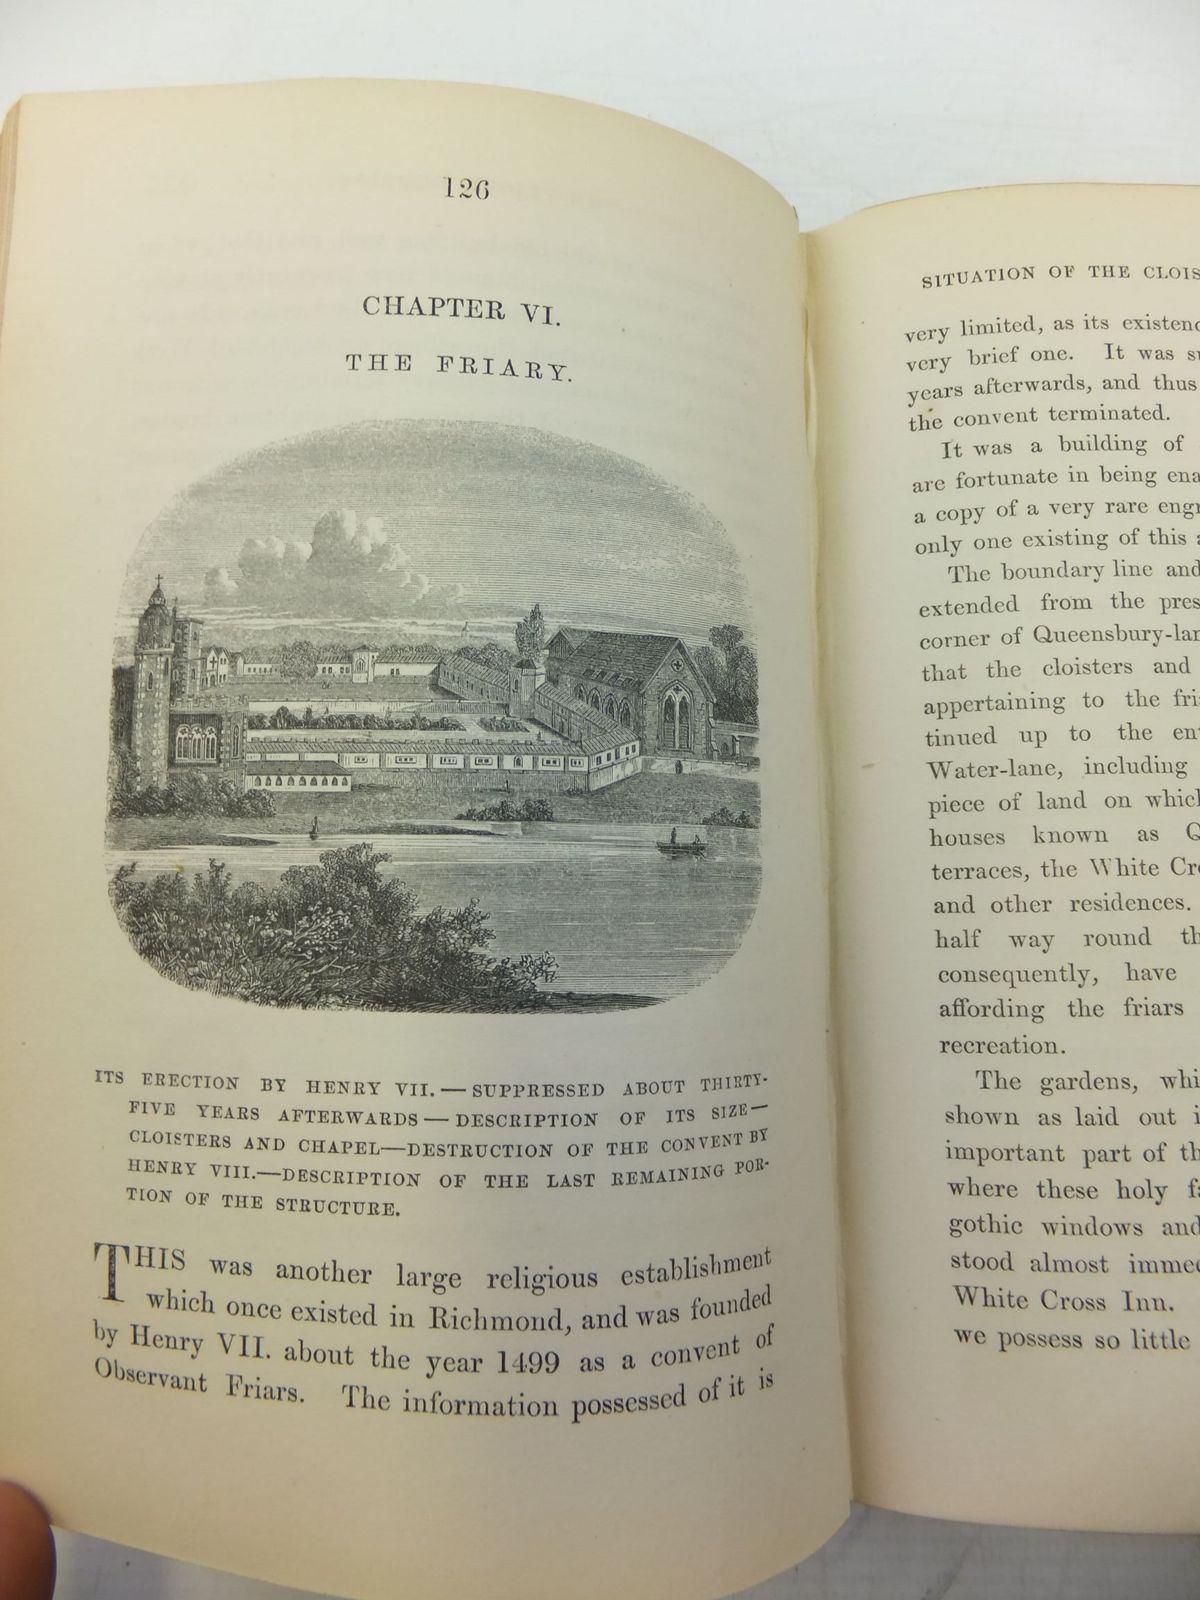 126
CHAPTER VI.
THE FRIARY.
ITS ERECTION BY HENRY VII.—SUPPRESSED ABOUT THIRTY-
FIVE YEARS AFTERWARDS—DESCRIPTION OF ITS SIZE—
CLOISTERS AND CHAPEL—DESTRUCTION OF THE CONVENT BY
HENRY VIII.—DESCRIPTION OF THE LAST REMAINING POR-
TION OF THE STRUCTURE.
THIS was another large religious establishment
which once existed in Richmond, and was founded
by Henry VII. about the year 1499 as a convent of
Observant Friars. The information possessed of it is
SITUATION OF THE CLOIS
very limited, as its existenc
very brief one. It was s
years afterwards, and thus
the convent terminated.
It was a building of
are fortunate in being ena
a copy of a very rare engr
only one existing of this
The boundary line and
extended from the pres
corner of Queensbury-lan
that the cloisters and
appertaining to the fri
tinued up to the en
Water-lane, including
piece of land on which
houses known as Q
terraces, the White Cr
and other residences.
half way round th
consequently, have
affording the friars
recreation.
The gardens, whi
shown as laid out i
important part of th
where these holy f
gothic windows and
stood almost imme
White Cross Inn.
we possess so little